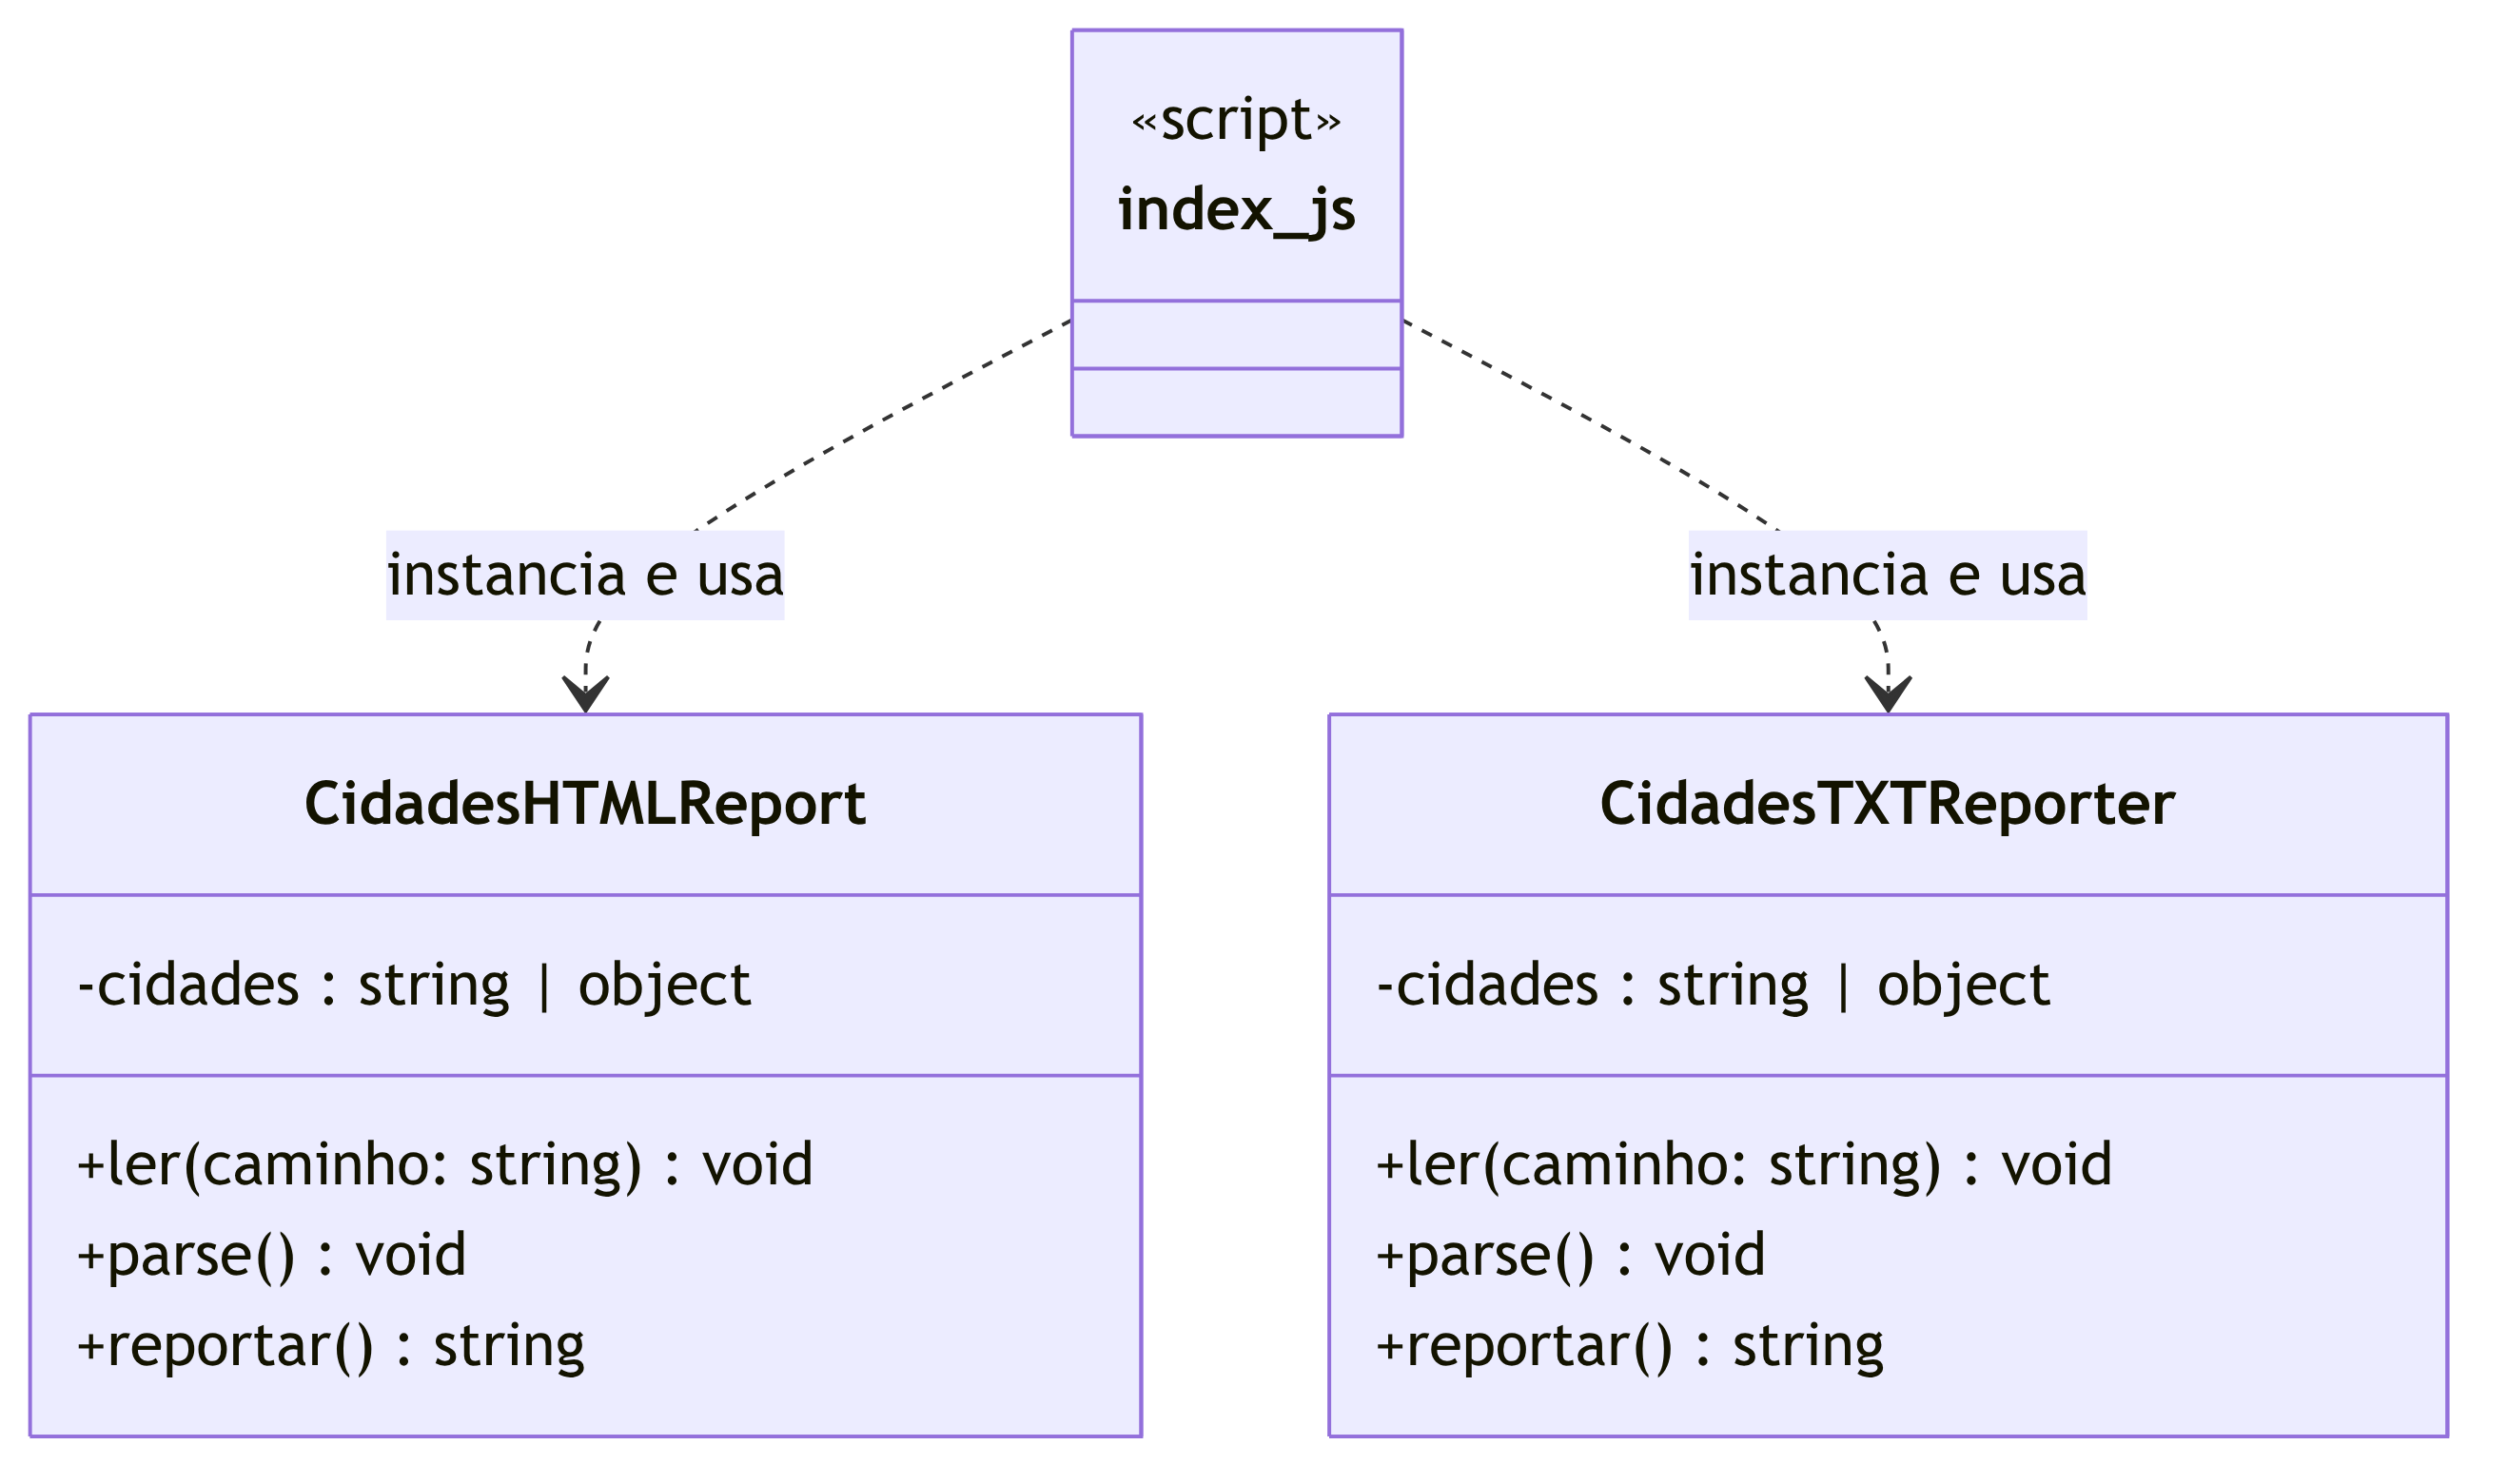 «script»
index_js
instancia e usa
instancia e usa
CidadesHTMLReport
-cidades : string | object
+ler(caminho: string) : void
+parse() : void
+reportar() : string
CidadesTXTReporter
-cidades : string | object
+ler(caminho: string) : void
+parse() : void
+reportar() : string